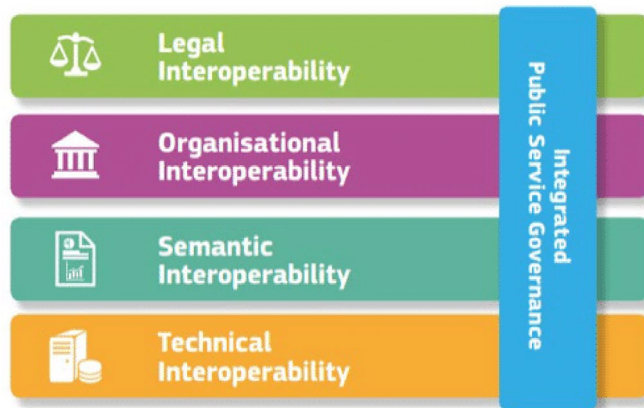 Legal
Interoperability
Organisational
Interoperability
Semantic
Interoperability
Technical
Interoperability
Integrated
Public Service Governance